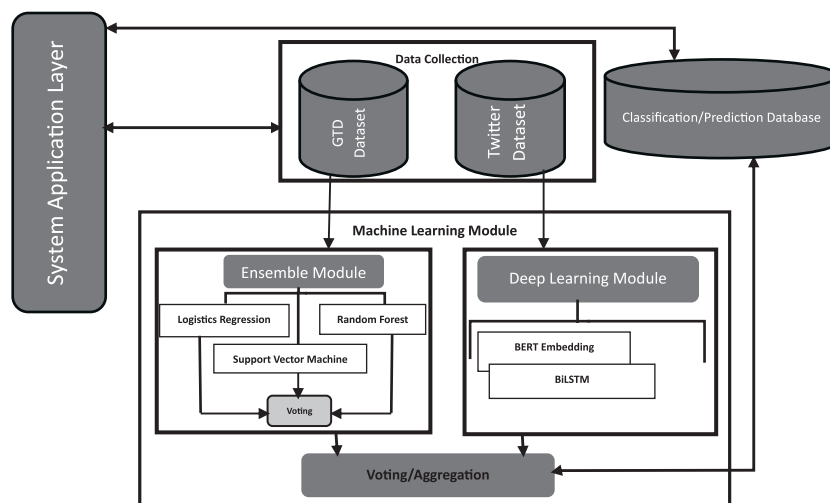 System Application Layer
Data Collection
GTD
Dataset
Twitter
Dataset
Classification/Prediction Database
Machine Learning Module
Ensemble Module
Logistics Regression
Random Forest
Support Vector Machine
Voting
Deep Learning Module
BERT Embedding
BiLSTM
Voting/Aggregation